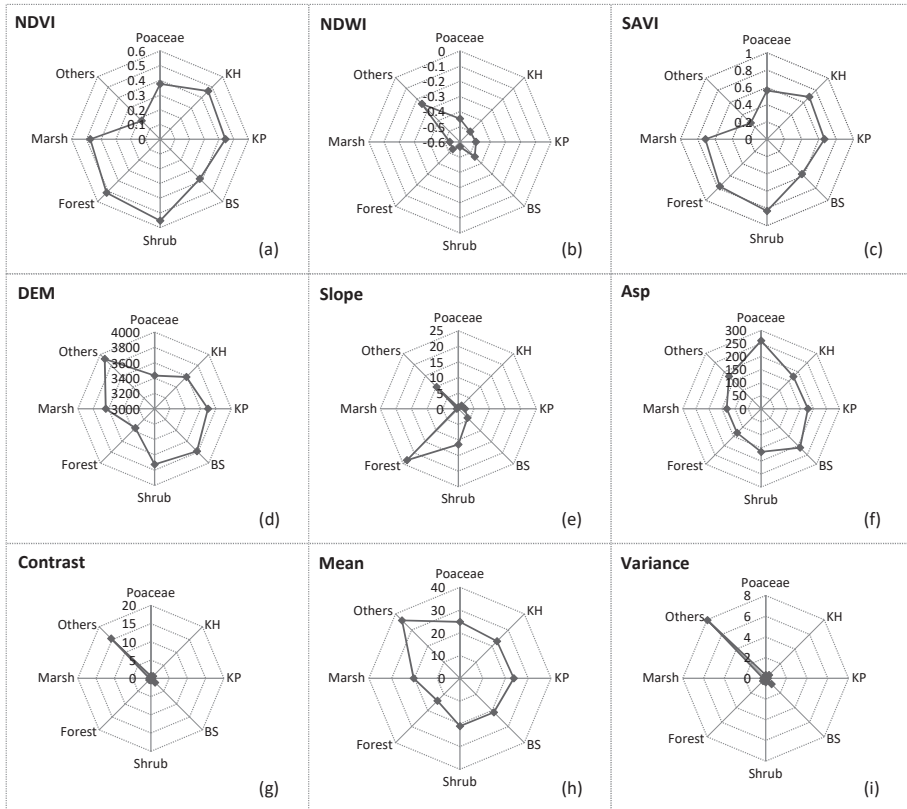 NDVI
Poaceae
KH
KP
BS
Shrub
Forest
Marsh
Others
0.6
0.5
0.4
0.3
0.2
0.1
0
(a)
NDWI
Poaceae
KH
KP
BS
Shrub
Forest
Marsh
Others
0
-0.1
-0.2
-0.3
-0.4
-0.5
-0.6
(b)
SAVI
Poaceae
KH
KP
BS
Shrub
Forest
Marsh
Others
1
0.8
0.6
0.4
0.2
0
(c)
DEM
Poaceae
KH
KP
BS
Shrub
Forest
Marsh
Others
4000
3800
3600
3400
3200
3000
(d)
Slope
Poaceae
KH
KP
BS
Shrub
Forest
Marsh
Others
25
20
15
10
5
0
(e)
Asp
Poaceae
KH
KP
BS
Shrub
Forest
Marsh
Others
300
250
200
150
100
50
0
(f)
Contrast
Poaceae
KH
KP
BS
Shrub
Forest
Marsh
Others
20
15
10
5
0
(g)
Mean
Poaceae
KH
KP
BS
Shrub
Forest
Marsh
Others
40
30
20
10
0
(h)
Variance
Poaceae
KH
KP
BS
Shrub
Forest
Marsh
Others
8
6
4
2
0
(i)